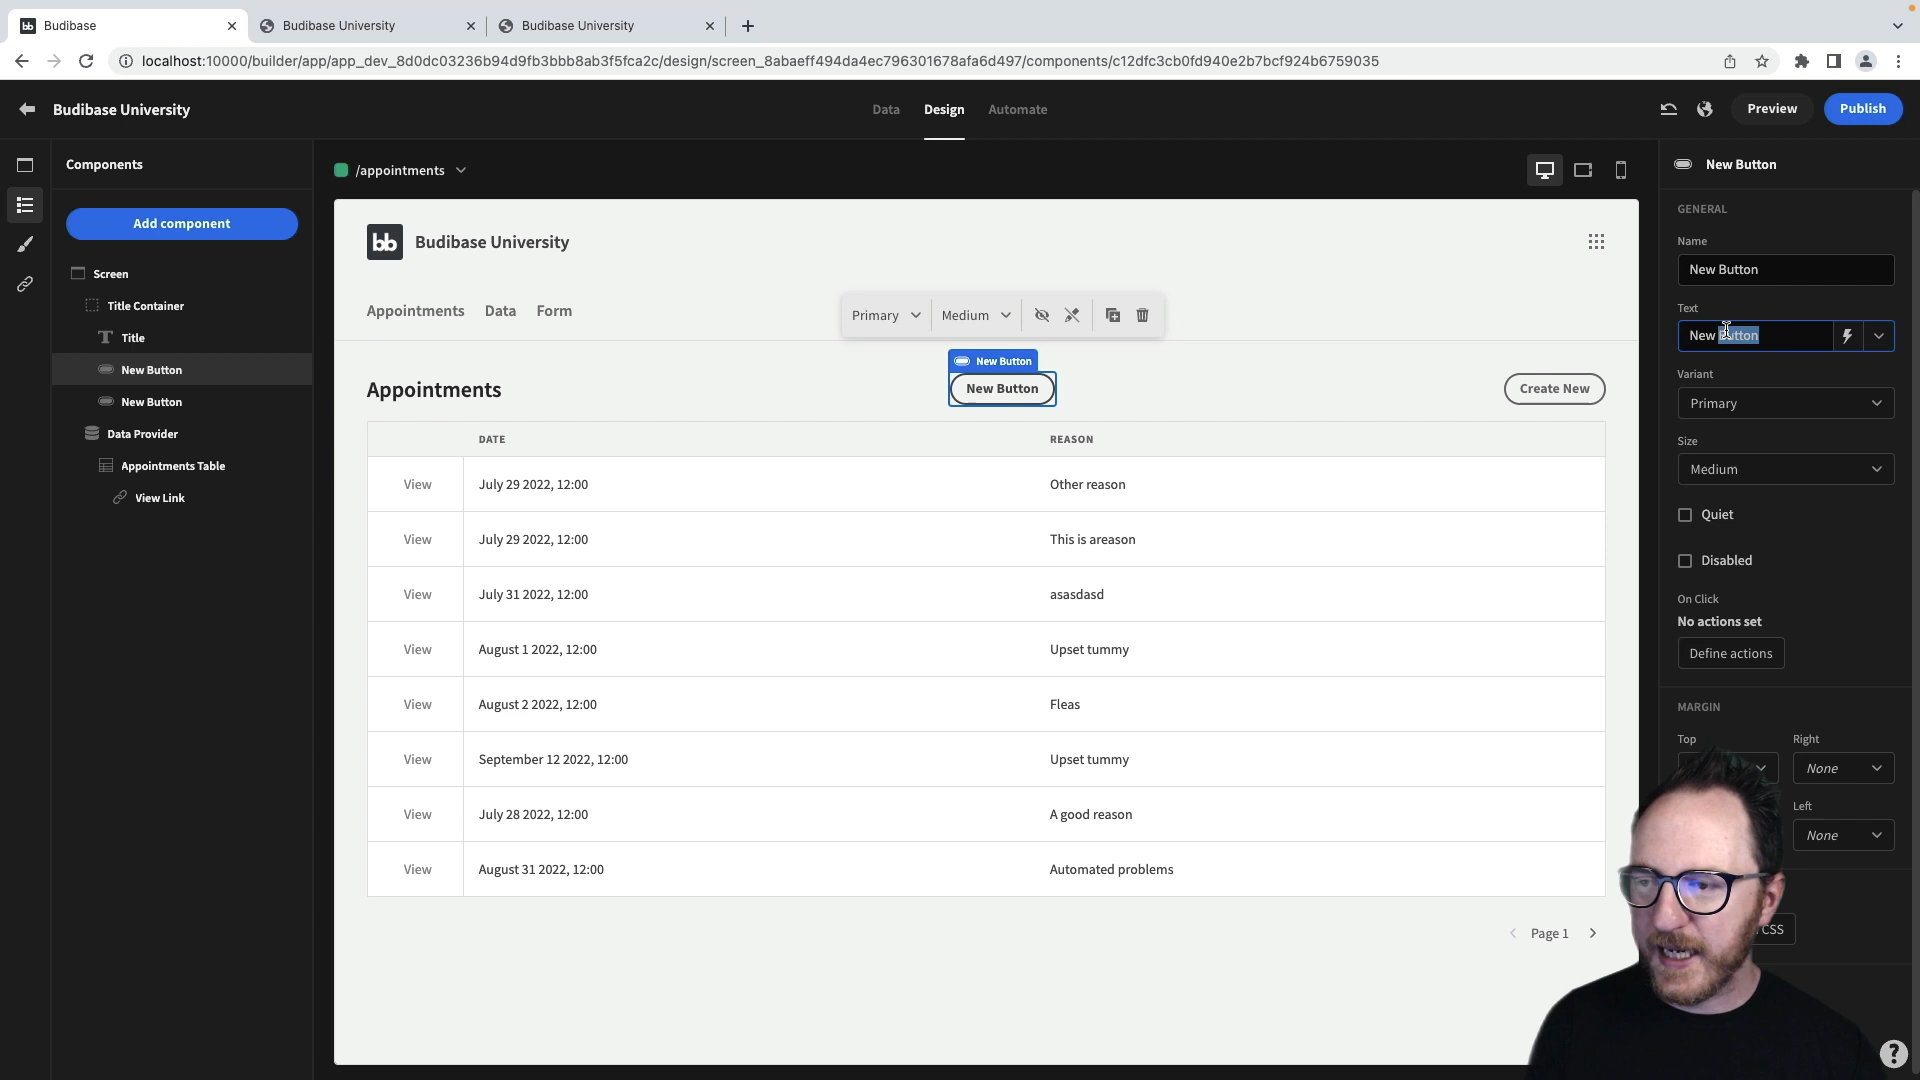 Budibase
Budibase University
Budibase University
localhost:10000/builder/app/app_dev_8d0dc03236b94d9fb3bbb8ab3f5fca2c/design/screen_8abaeff494da4ec796301678afa6d497/components/c12dfc3cb0fd940e2b7bcf924b6759035
Budibase University
Data
Design
Automate
Preview
Publish
Components
Add component
Screen
Title Container
Title
New Button
New Button
Data Provider
Appointments Table
View Link
/appointments
bb Budibase University
Appointments Data Form
Primary Medium
New Button
Appointments
New Button
Create New
DATE REASON
View July 29 2022, 12:00 Other reason
View July 29 2022, 12:00 This is areason
View July 31 2022, 12:00 asasdasd
View August 1 2022, 12:00 Upset tummy
View August 2 2022, 12:00 Fleas
View September 12 2022, 12:00 Upset tummy
View July 28 2022, 12:00 A good reason
View August 31 2022, 12:00 Automated problems
Page 1
New Button
GENERAL
Name
New Button
Text
New Button
Variant
Primary
Size
Medium
Quiet
Disabled
On Click
No actions set
Define actions
MARGIN
Top Right
None
Left
None
CSS
?